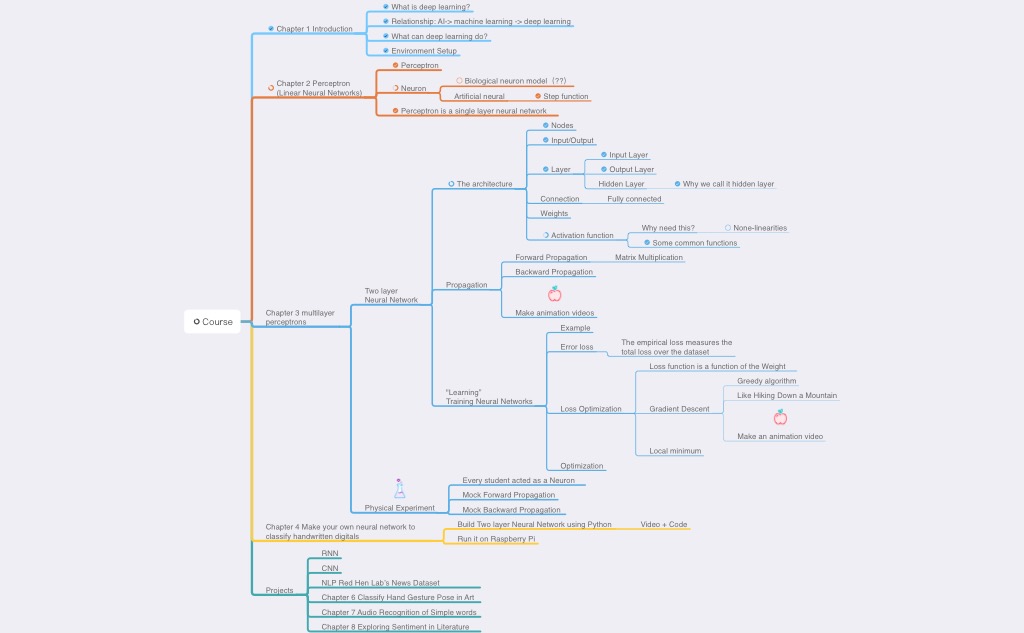 Course
Chapter 1 Introduction
What is deep learning?
Relationship: AI-> machine learning -> deep learning
What can deep learning do?
Environment Setup
Chapter 2 Perceptron
(Linear Neural Networks)
Perceptron
Neuron
Biological neuron model（??）
Artificial neural
Step function
Perceptron is a single layer neural network
Chapter 3 multilayer
perceptrons
Two layer
Neural Network
The architecture
Nodes
Input/Output
Layer
Input Layer
Output Layer
Hidden Layer
Why we call it hidden layer
Connection
Fully connected
Weights
Activation function
Why need this?
None-linearities
Some common functions
Propagation
Forward Propagation
Matrix Multiplication
Backward Propagation
Make animation videos
"Learning"
Training Neural Networks
Example
Error loss
The empirical loss measures the
total loss over the dataset
Loss Optimization
Loss function is a function of the Weight
Gradient Descent
Greedy algorithm
Like Hiking Down a Mountain
Make an animation video
Local minimum
Optimization
Physical Experiment
Every student acted as a Neuron
Mock Forward Propagation
Mock Backward Propagation
Chapter 4 Make your own neural network to
classify handwritten digitals
Build Two layer Neural Network using Python
Video + Code
Run it on Raspberry Pi
Projects
RNN
CNN
NLP Red Hen Lab's News Dataset
Chapter 6 Classify Hand Gesture Pose in Art
Chapter 7 Audio Recognition of Simple words
Chapter 8 Exploring Sentiment in Literature